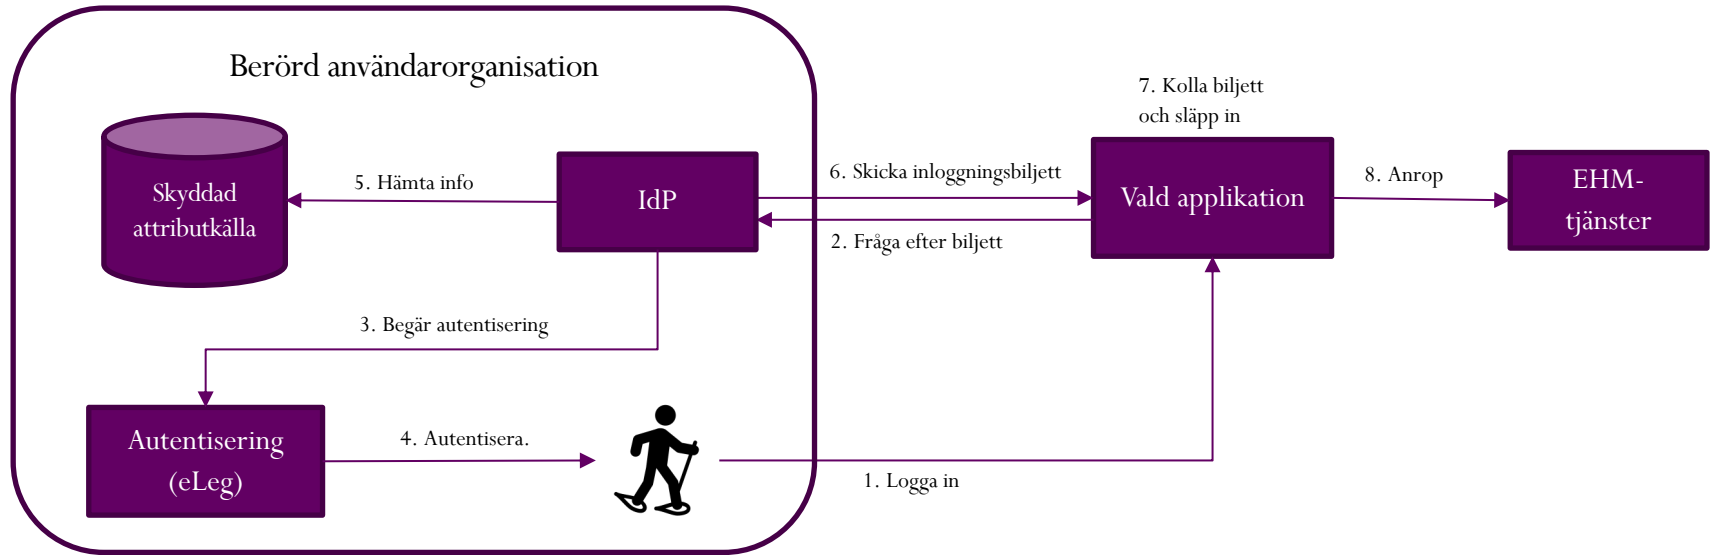 Berörd användarorganisation
Skyddad
attributkälla
5. Hämta info
IdP
6. Skicka inloggningsbiljett
2. Fråga efter biljett
7. Kolla biljett
och släpp in
Vald applikation
8. Anrop
EHM-
tjänster
3. Begär autentisering
Autentisering
(eLeg)
4. Autentisera.
1. Logga in